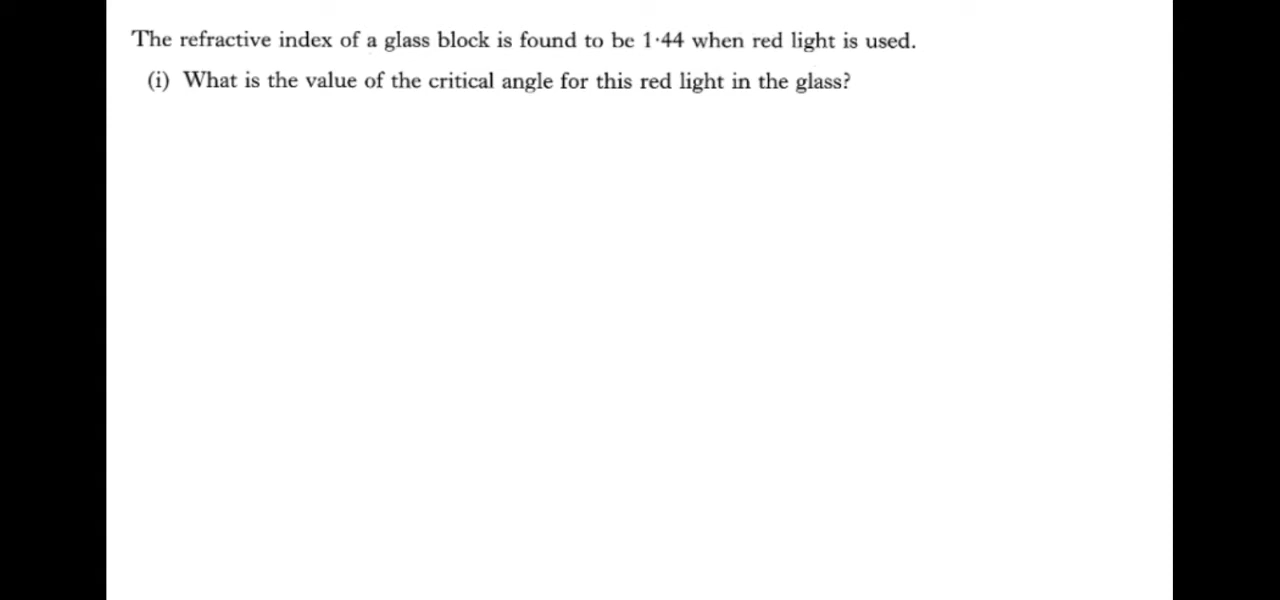 The refractive index of a glass block is found to be 1·44 when red light is used.
(i) What is the value of the critical angle for this red light in the glass?